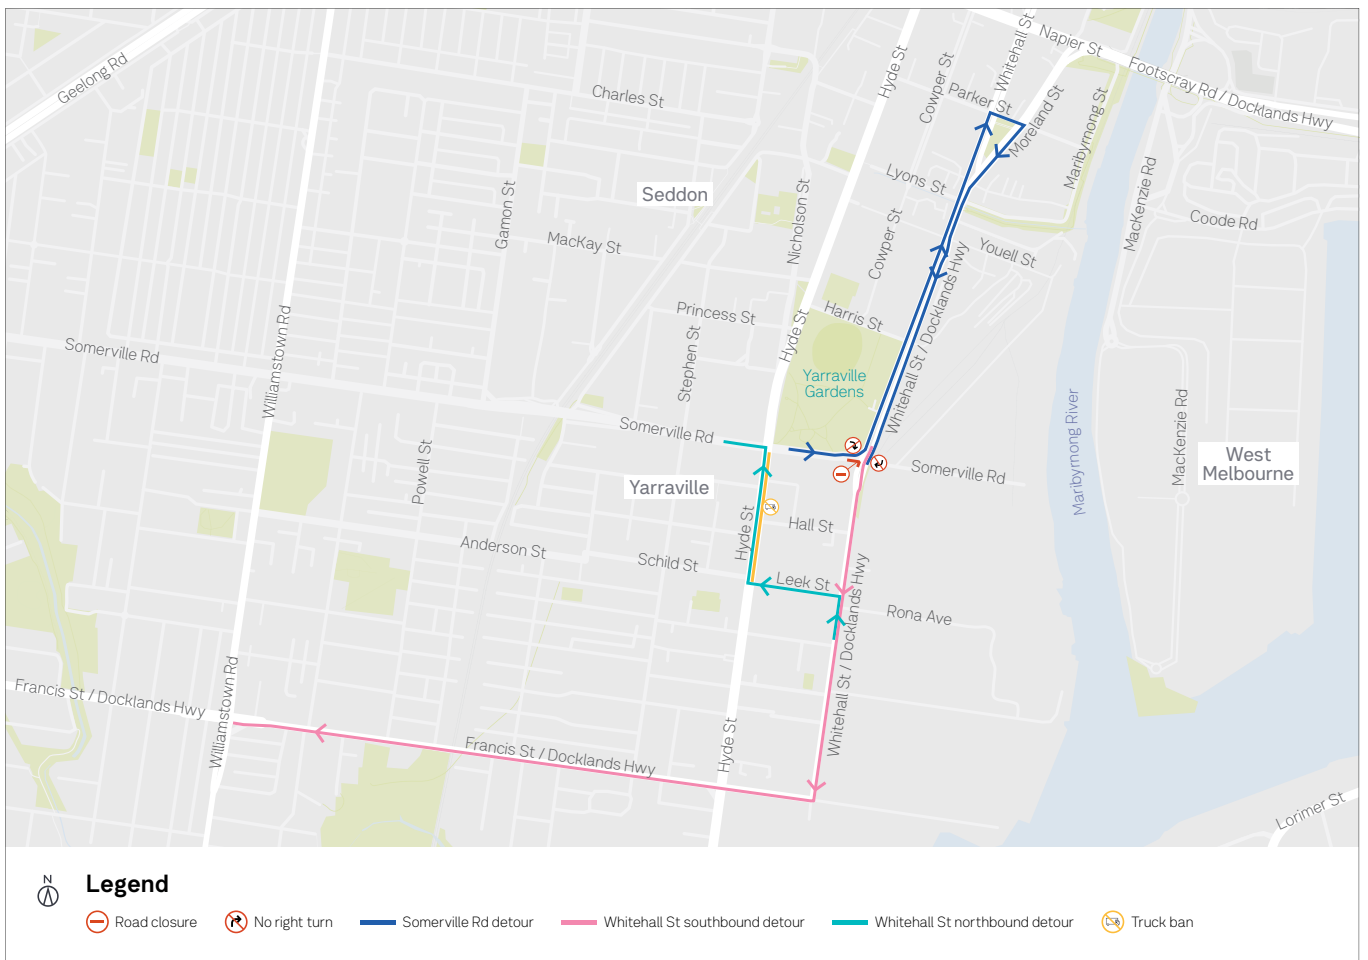 Geelong Rd
Charles St
Hyde St
Cowper St
Whitehall St
Napier St
Footscray Rd / Docklands Hwy
Parker St
Moreland St
Maribyrnong St
Lyons St
Seddon
Gamon St
MacKay St
Nicholson St
Cowper St
Youell St
MacKenzie Rd
Coode Rd
Princess St
Harris St
Hyde St
Stephen St
Somerville Rd
Williamstown Rd
Yarraville
Gardens
Whitehall St / Docklands Hwy
Maribyrnong River
MacKenzie Rd
West
Melbourne
Somerville Rd
Somerville Rd
Powell St
Yarraville
Hyde St
Hall St
Anderson St
Schild St
Leek St
Rona Ave
Whitehall St / Docklands Hwy
Francis St / Docklands Hwy
Williamstown Rd
Francis St / Docklands Hwy
Hyde St
Lorimer St
N
Legend
Road closure
No right turn
Somerville Rd detour
Whitehall St southbound detour
Whitehall St northbound detour
Truck ban